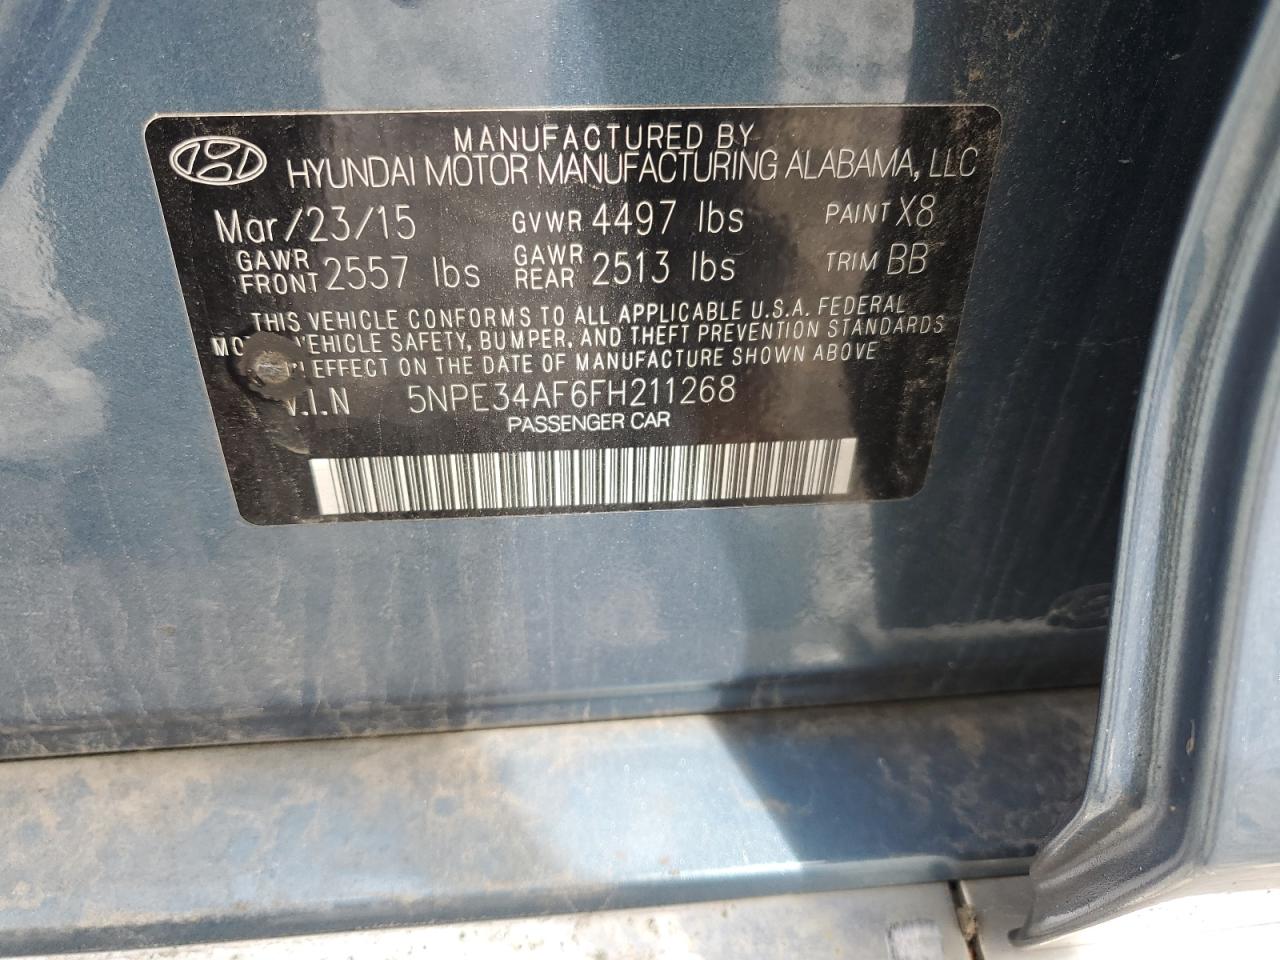 MANUFACTURED BY
HYUNDAI MOTOR MANUFACTURING ALABAMA, LLC
Mar/23/15 GVWR 4497 lbs PAINT X8
GAWR FRONT 2557 lbs GAWR REAR 2513 lbs TRIM BB
THIS VEHICLE CONFORMS TO ALL APPLICABLE U.S.A. FEDERAL
VEHICLE SAFETY, BUMPER, AND THEFT PREVENTION STANDARDS
EFFECT ON THE DATE OF MANUFACTURE SHOWN ABOVE
V.I.N 5NPE34AF6FH211268
PASSENGER CAR